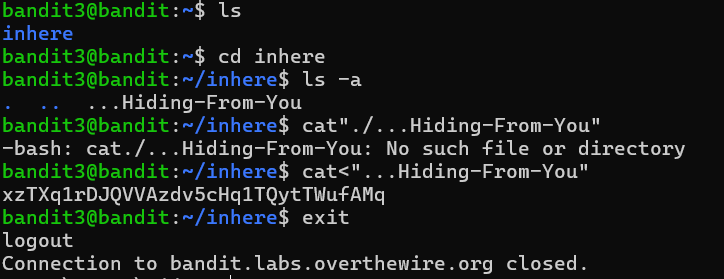 bandit3@bandit:~$ ls
inhere
bandit3@bandit:~$ cd inhere
bandit3@bandit:~/inhere$ ls -a
.  ..  ...Hiding-From-You
bandit3@bandit:~/inhere$ cat"./...Hiding-From-You"
-bash: cat./...Hiding-From-You: No such file or directory
bandit3@bandit:~/inhere$ cat<"...Hiding-From-You"
xzTXq1rDJQVVAzdv5cHq1TQytTWufAMq
bandit3@bandit:~/inhere$ exit
logout
Connection to bandit.labs.overthewire.org closed.